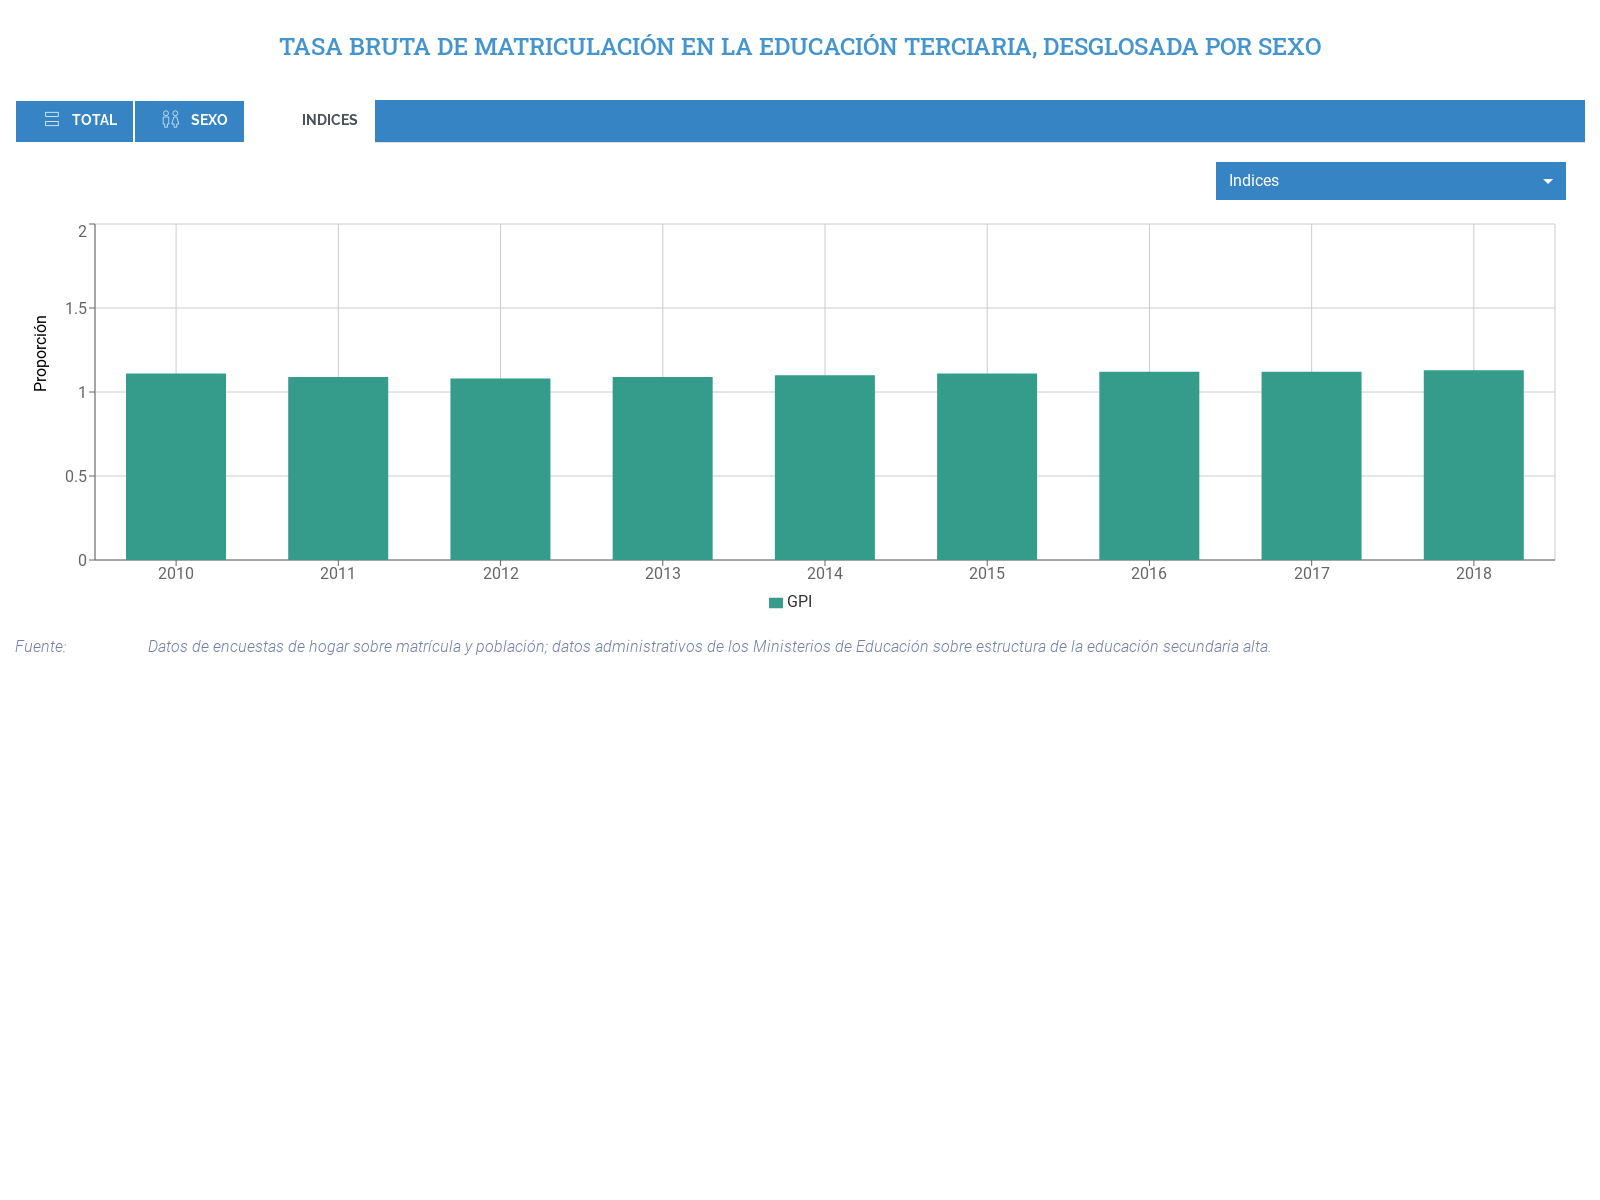 TASA BRUTA DE MATRICULACIÓN EN LA EDUCACIÓN TERCIARIA, DESGLOSADA POR SEXO
TOTAL SEXO INDICES
Indices
2
1.5
1
0.5
0
Proporción
2010 2011 2012 2013 2014 2015 2016 2017 2018
GPI
Fuente: Datos de encuestas de hogar sobre matrícula y población; datos administrativos de los Ministerios de Educación sobre estructura de la educación secundaria alta.